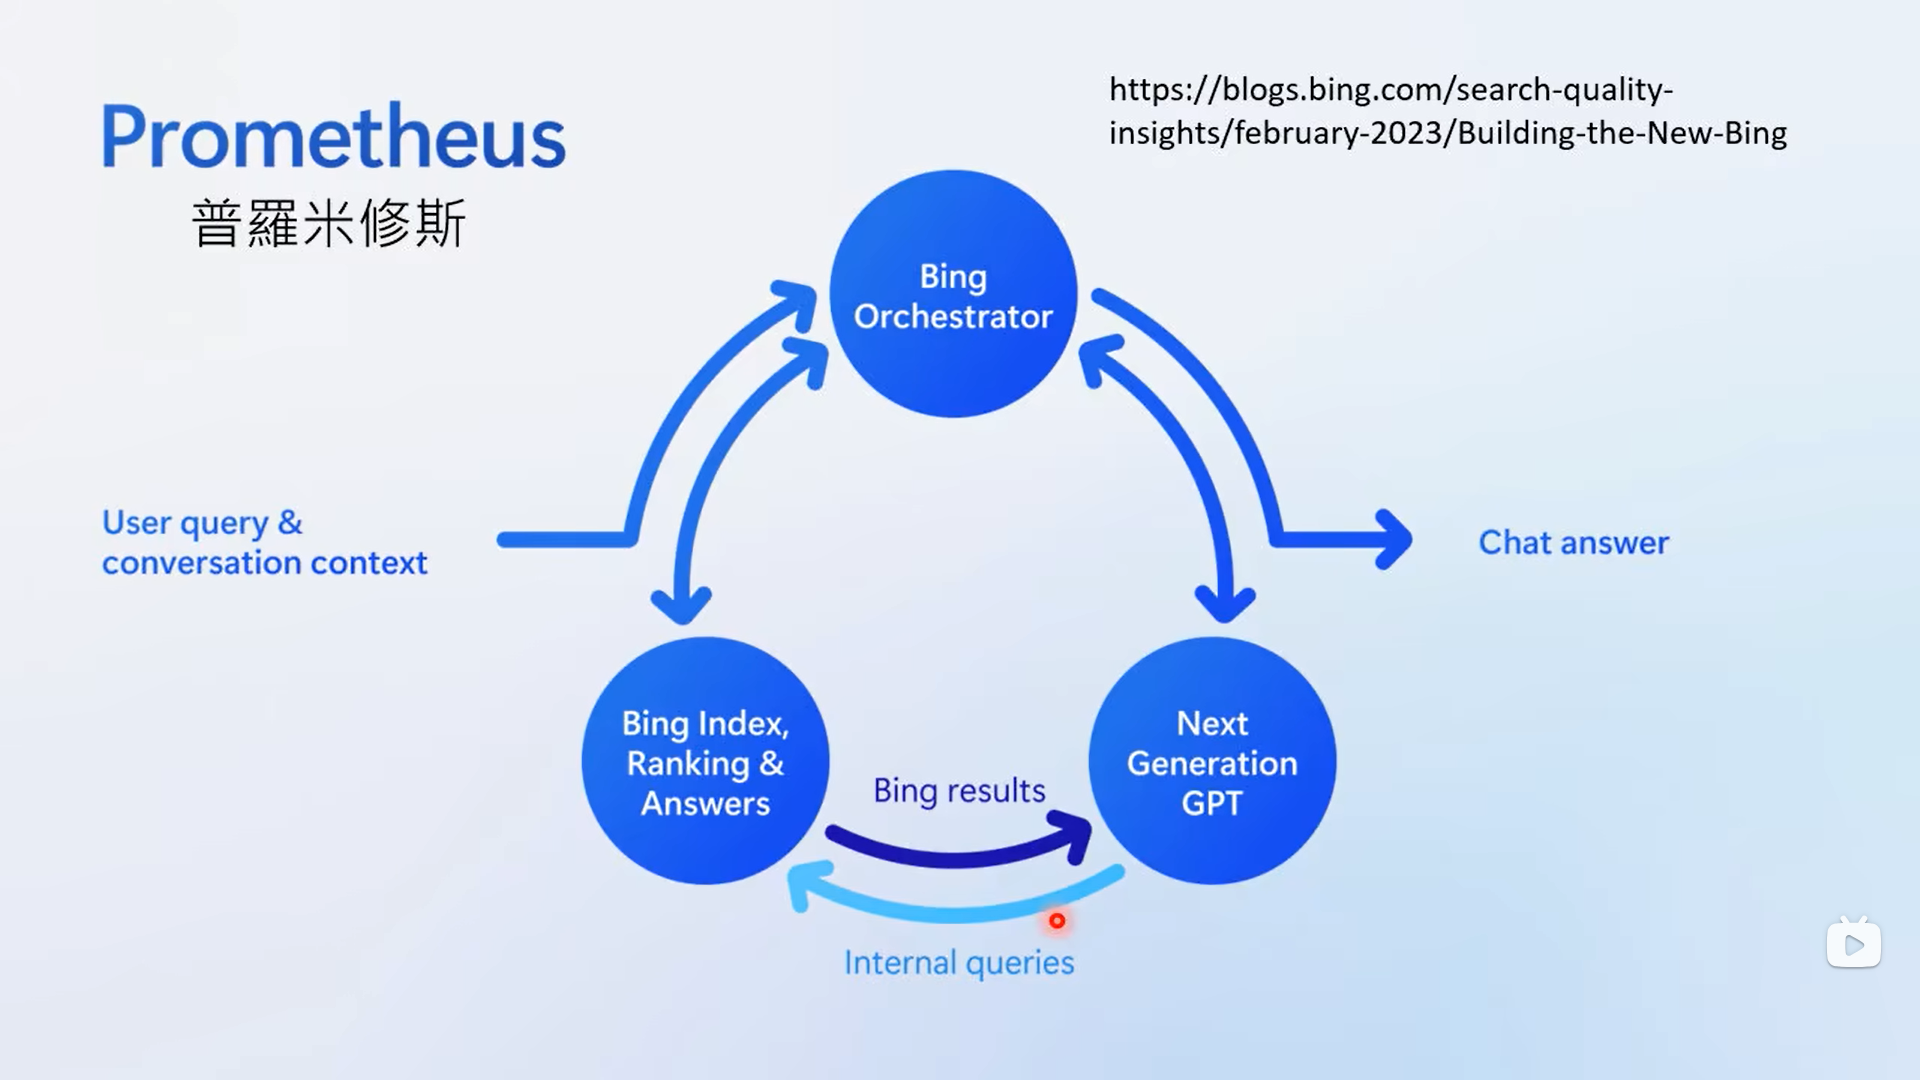 Prometheus
普羅米修斯
https://blogs.bing.com/search-quality-
insights/february-2023/Building-the-New-Bing
Bing
Orchestrator
User query &
conversation context
Chat answer
Bing Index,
Ranking &
Answers
Bing results
Next
Generation
GPT
Internal queries